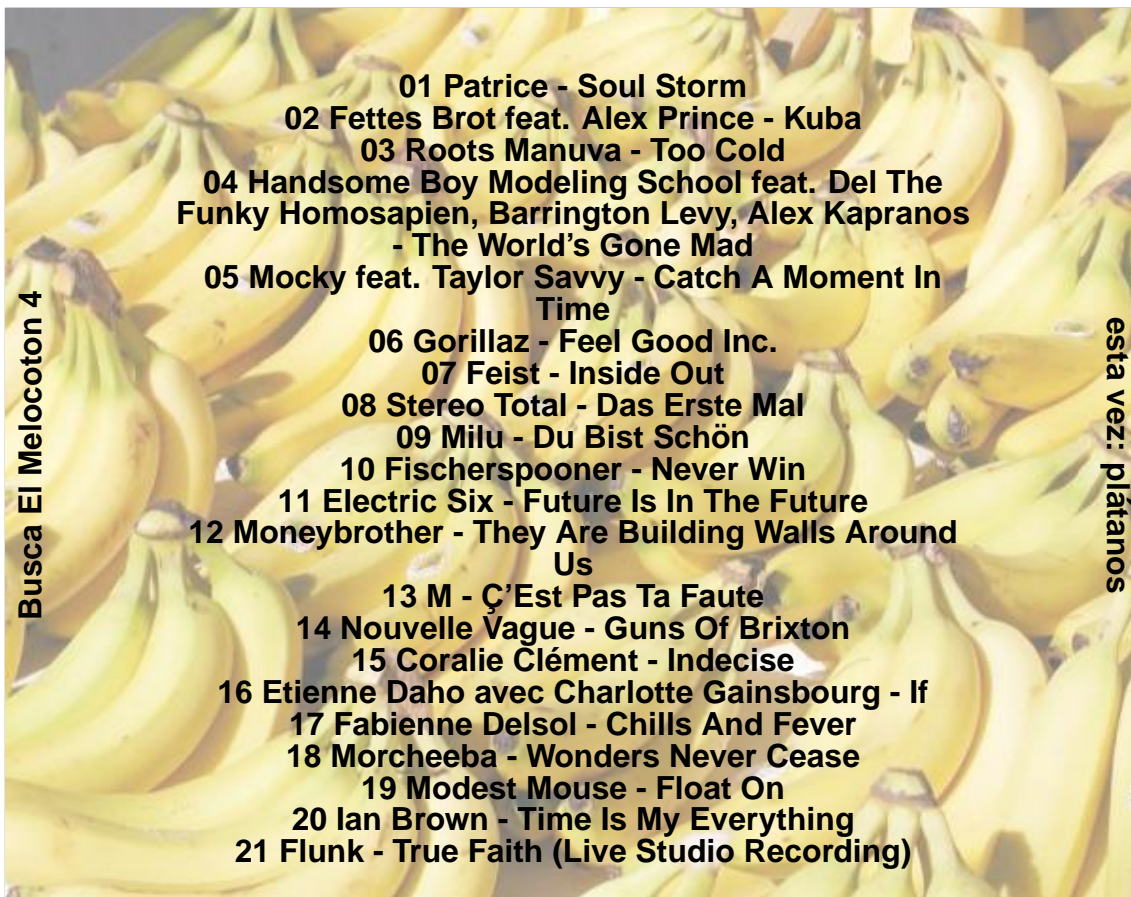 01 Patrice - Soul Storm
02 Fettes Brot feat. Alex Prince - Kuba
03 Roots Manuva - Too Cold
04 Handsome Boy Modeling School feat. Del The
Funky Homosapien, Barrington Levy, Alex Kapranos
- The World’s Gone Mad
05 Mocky feat. Taylor Savvy - Catch A Moment In
Time
06 Gorillaz - Feel Good Inc.
07 Feist - Inside Out
08 Stereo Total - Das Erste Mal
09 Milu - Du Bist Schön
10 Fischerspooner - Never Win
11 Electric Six - Future Is In The Future
12 Moneybrother - They Are Building Walls Around
Us
13 M - Ç’Est Pas Ta Faute
14 Nouvelle Vague - Guns Of Brixton
15 Coralie Clément - Indecise
16 Etienne Daho avec Charlotte Gainsbourg - If
17 Fabienne Delsol - Chills And Fever
18 Morcheeba - Wonders Never Cease
19 Modest Mouse - Float On
20 Ian Brown - Time Is My Everything
21 Flunk - True Faith (Live Studio Recording)
Busca El Melocoton 4
esta vez: plátanos